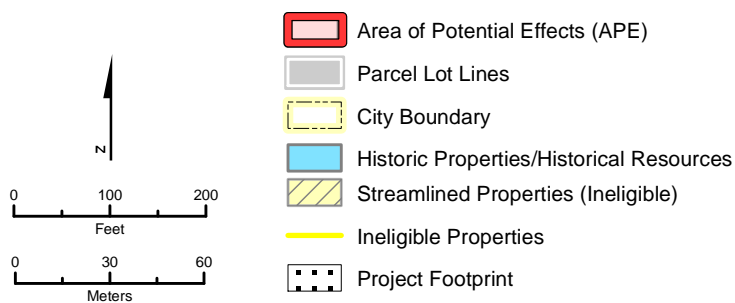 Area of Potential Effects (APE)
Parcel Lot Lines
City Boundary
Historic Properties/Historical Resources
Streamlined Properties (Ineligible)
Ineligible Properties
Project Footprint
N
0 100 200
Feet
0 30 60
Meters